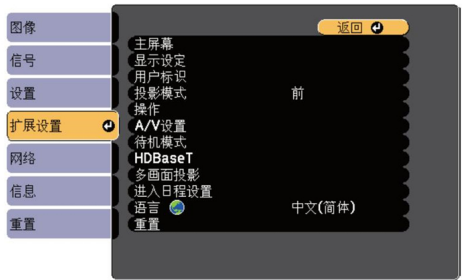 图像
信号
设置
扩展设置
网络
信息
重置
返回
主屏幕
显示设定
用户标识
投影模式 前
操作
A/V设置
待机模式
HDBaseT
多画面投影
进入日程设置
语言 中文(简体)
重置